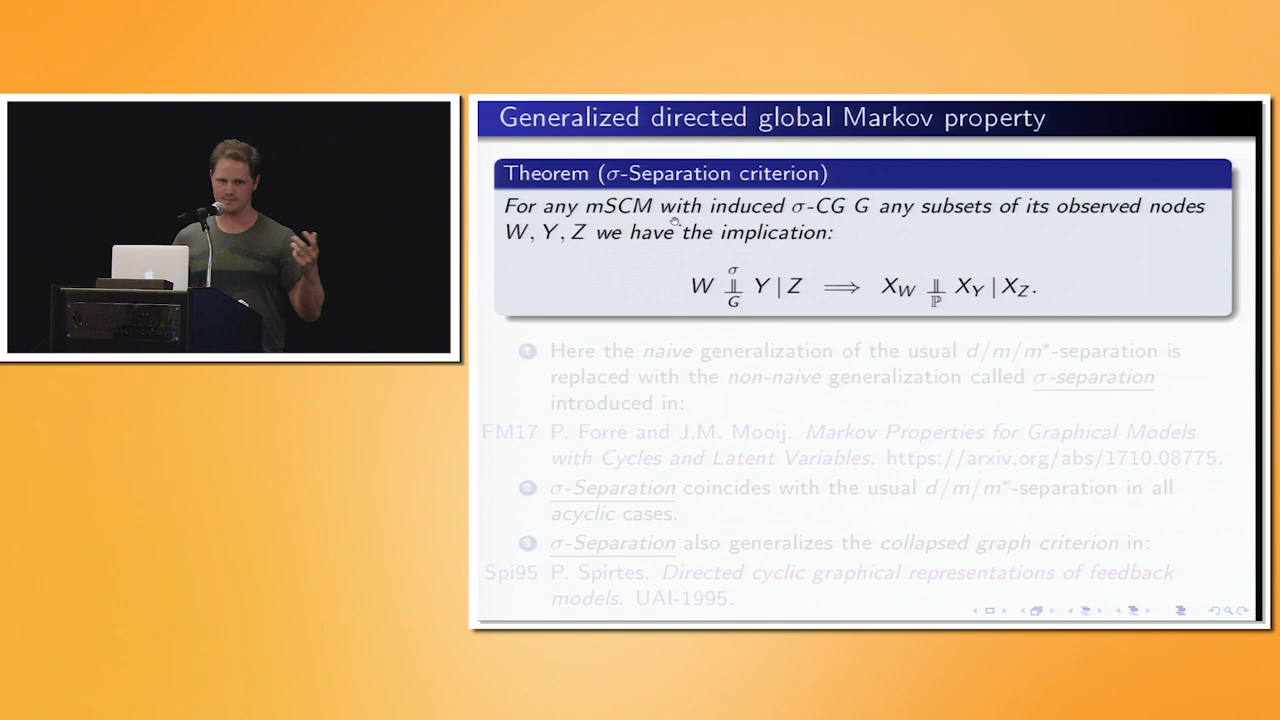 Generalized directed global Markov property
Theorem (σ-Separation criterion)
For any mSCM with induced σ-CG G any subsets of its observed nodes
W, Y, Z we have the implication:
W ⫫^σ_G Y | Z ⟹ X_W ⫫_ℙ X_Y | X_Z.
1 Here the naive generalization of the usual d/m/m*-separation is
replaced with the non-naive generalization called σ-separation
introduced in:
FM17 P. Forré and J.M. Mooij. Markov Properties for Graphical Models
with Cycles and Latent Variables. https://arxiv.org/abs/1710.08775.
2 σ-Separation coincides with the usual d/m/m*-separation in all
acyclic cases.
3 σ-Separation also generalizes the collapsed graph criterion in:
Spi95 P. Spirtes. Directed cyclic graphical representations of feedback
models. UAI-1995.